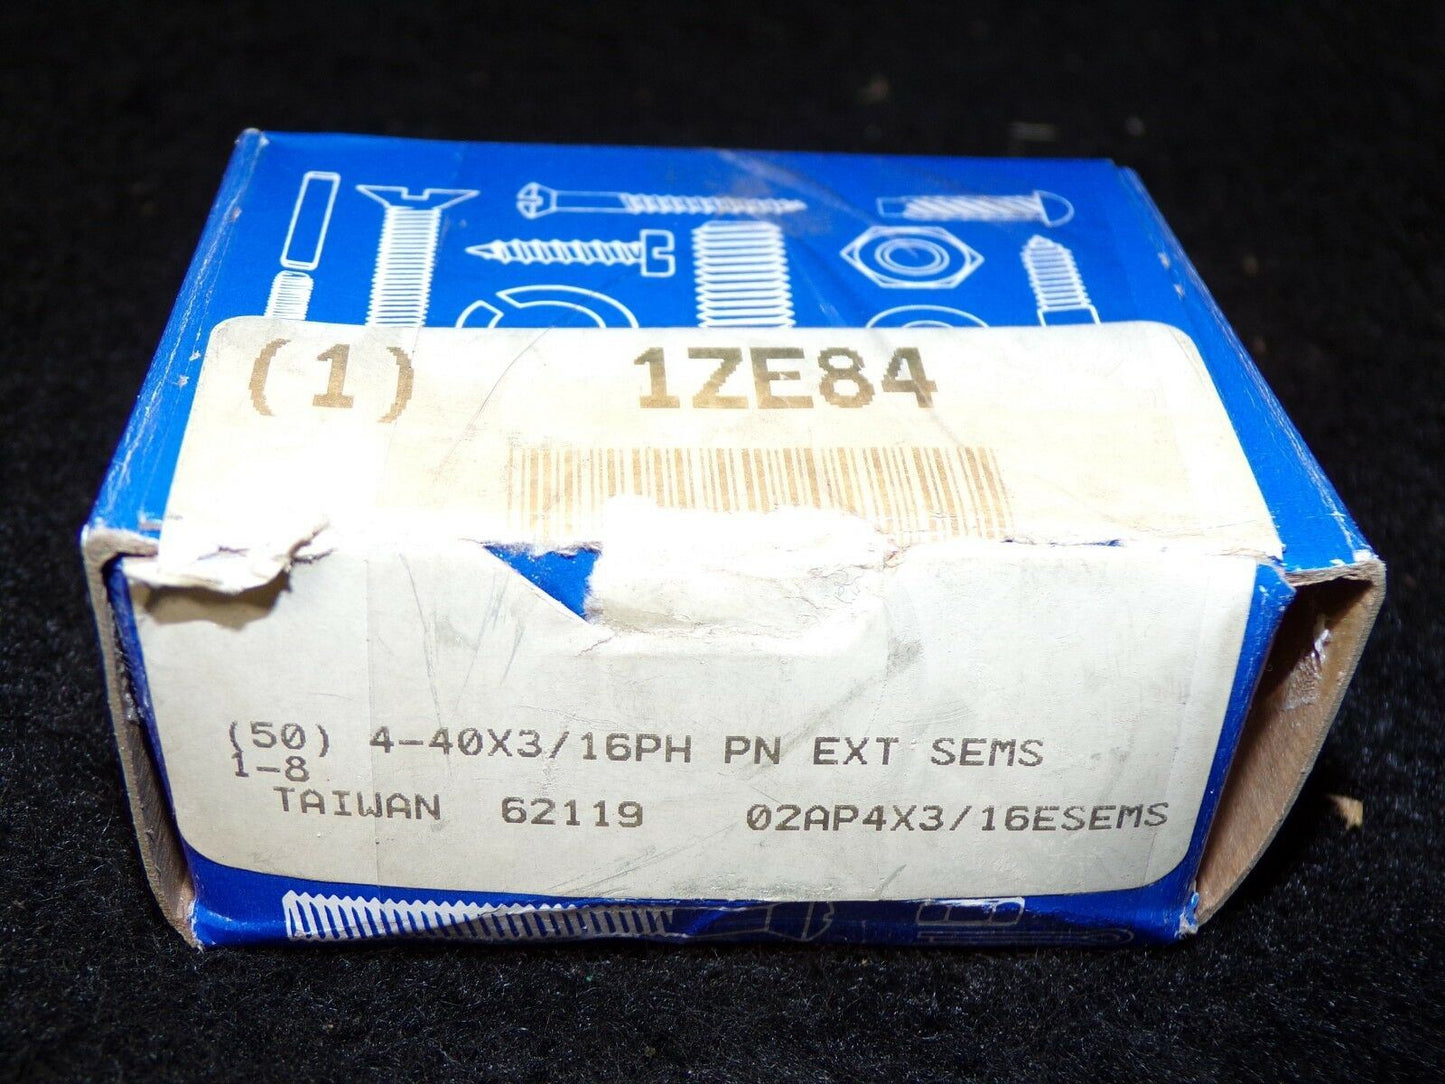 (1) 1ZE84
(50) 4-40X3/16PH PN EXT SEMS
1-8
TAIWAN 62119 02AP4X3/16ESEMS